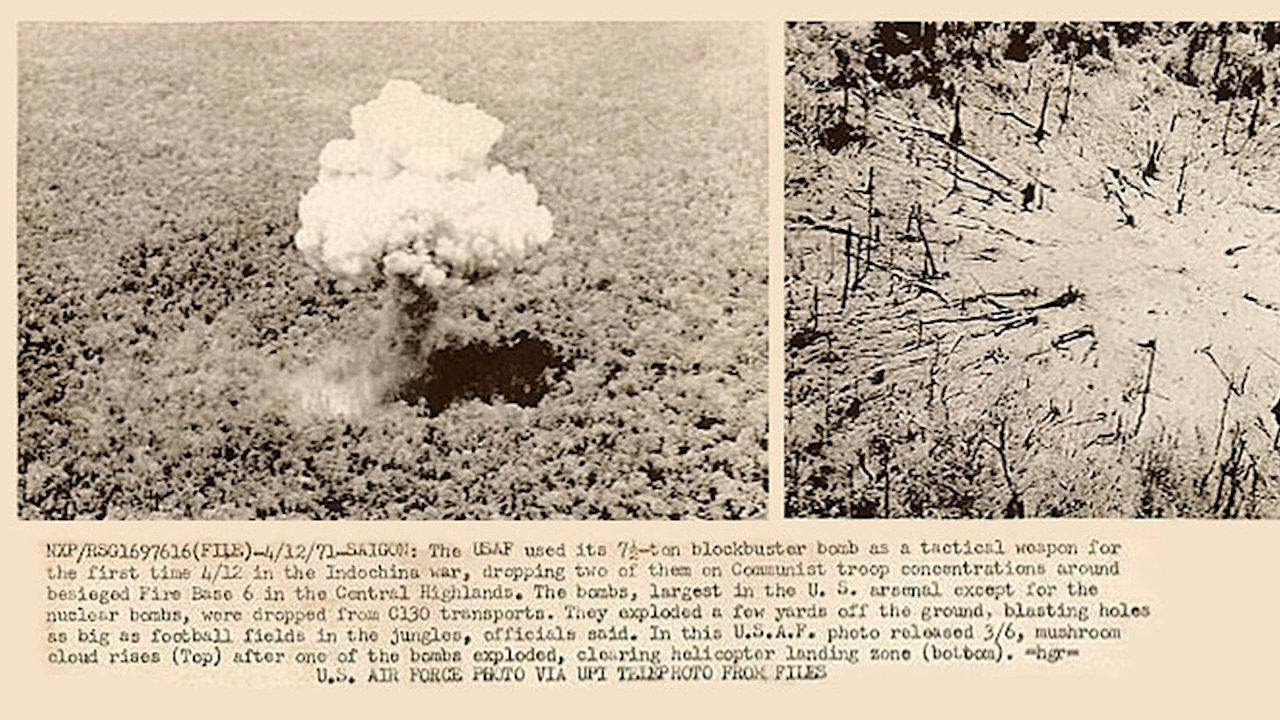 NXP/RSG1697616(FILE)-4/12/71-SAIGON: The USAF used its 7½-ton blockbuster bomb as a tactical weapon for
the first time 4/12 in the Indochina war, dropping two of them on Communist troop concentrations around
besieged Fire Base 6 in the Central Highlands. The bombs, largest in the U. S. arsenal except for the
nuclear bombs, were dropped from C130 transports. They exploded a few yards off the ground, blasting holes
as big as football fields in the jungles, officials said. In this U.S.A.F. photo released 3/6, mushroom
cloud rises (Top) after one of the bombs exploded, clearing helicopter landing zone (bottom). =hgr=
U.S. AIR FORCE PHOTO VIA UPI TELEPHOTO FROM FILES